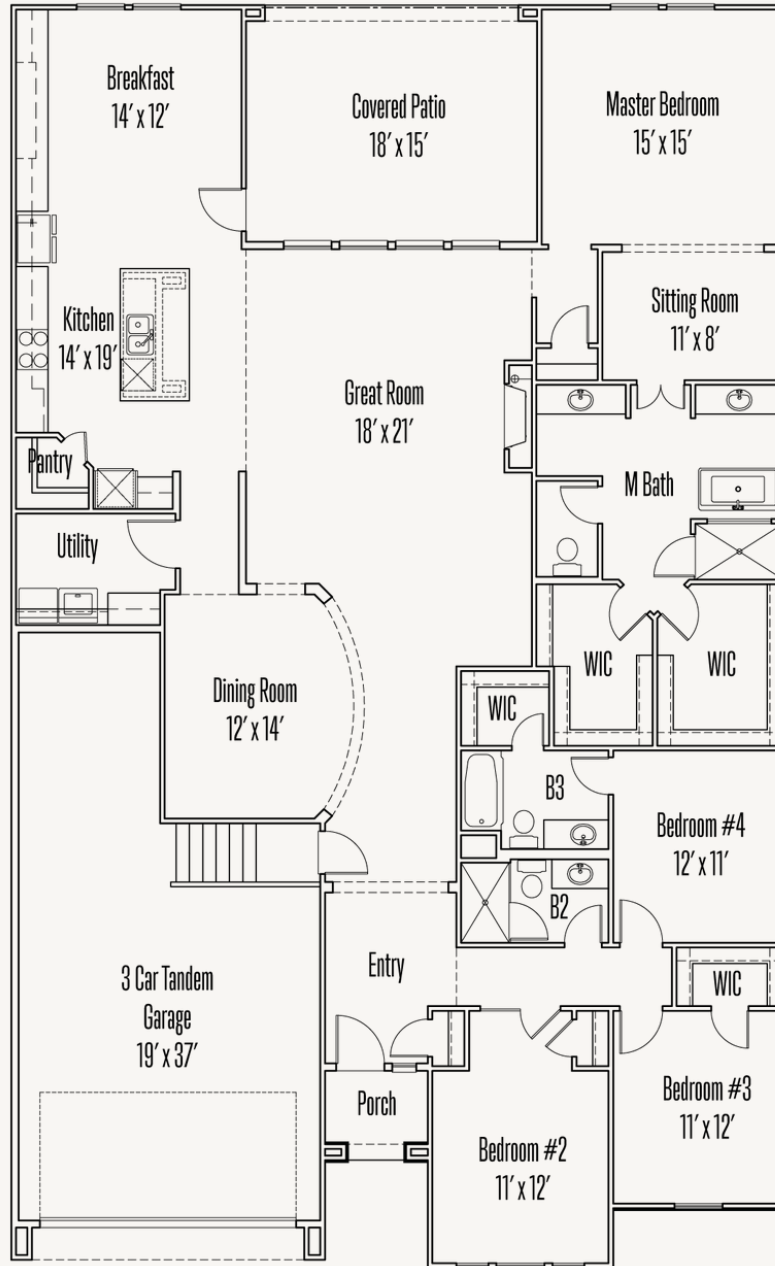 Breakfast
14′ x 12′
Covered Patio
18′ x 15′
Master Bedroom
15′ x 15′
Kitchen
14′ x 19′
Sitting Room
11′ x 8′
Great Room
18′ x 21′
Pantry
M Bath
Utility
Dining Room
12′ x 14′
WIC
WIC
WIC
B3
Bedroom #4
12′ x 11′
B2
3 Car Tandem
Garage
19′ x 37′
Entry
WIC
Porch
Bedroom #3
11′ x 12′
Bedroom #2
11′ x 12′